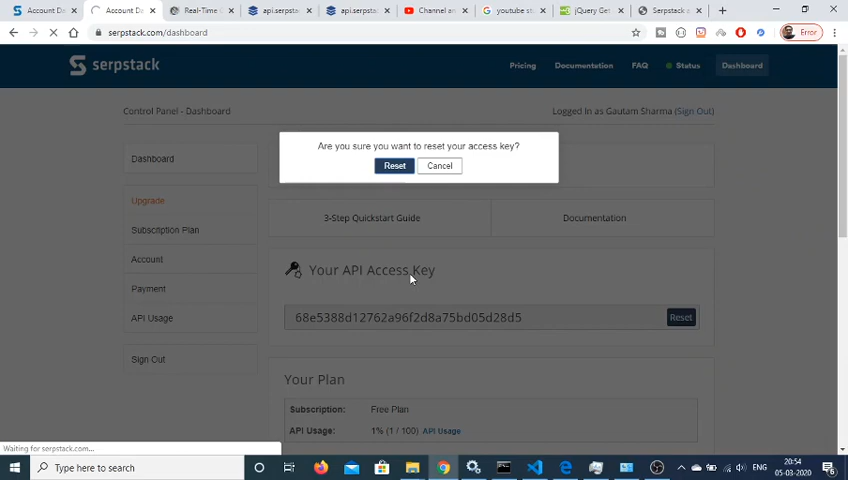 Account Da
Account Da
Real-Time
api.serpstack
api.serpstack
Channel an
youtube st
jQuery Get
Serpstack a
serpstack.com/dashboard
Error
serpstack
Pricing
Documentation
FAQ
Status
Dashboard
Control Panel - Dashboard
Logged In as Gautam Sharma (Sign Out)
Are you sure you want to reset your access key?
Reset
Cancel
Dashboard
Upgrade
Subscription Plan
Account
Payment
API Usage
Sign Out
3-Step Quickstart Guide
Documentation
Your API Access Key
68e5388d12762a96f2d8a75bd05d28d5
Reset
Your Plan
Subscription: Free Plan
API Usage: 1% (1 / 100) API Usage
Waiting for serpstack.com...
Type here to search
ENG
20:54
05-03-2020
6